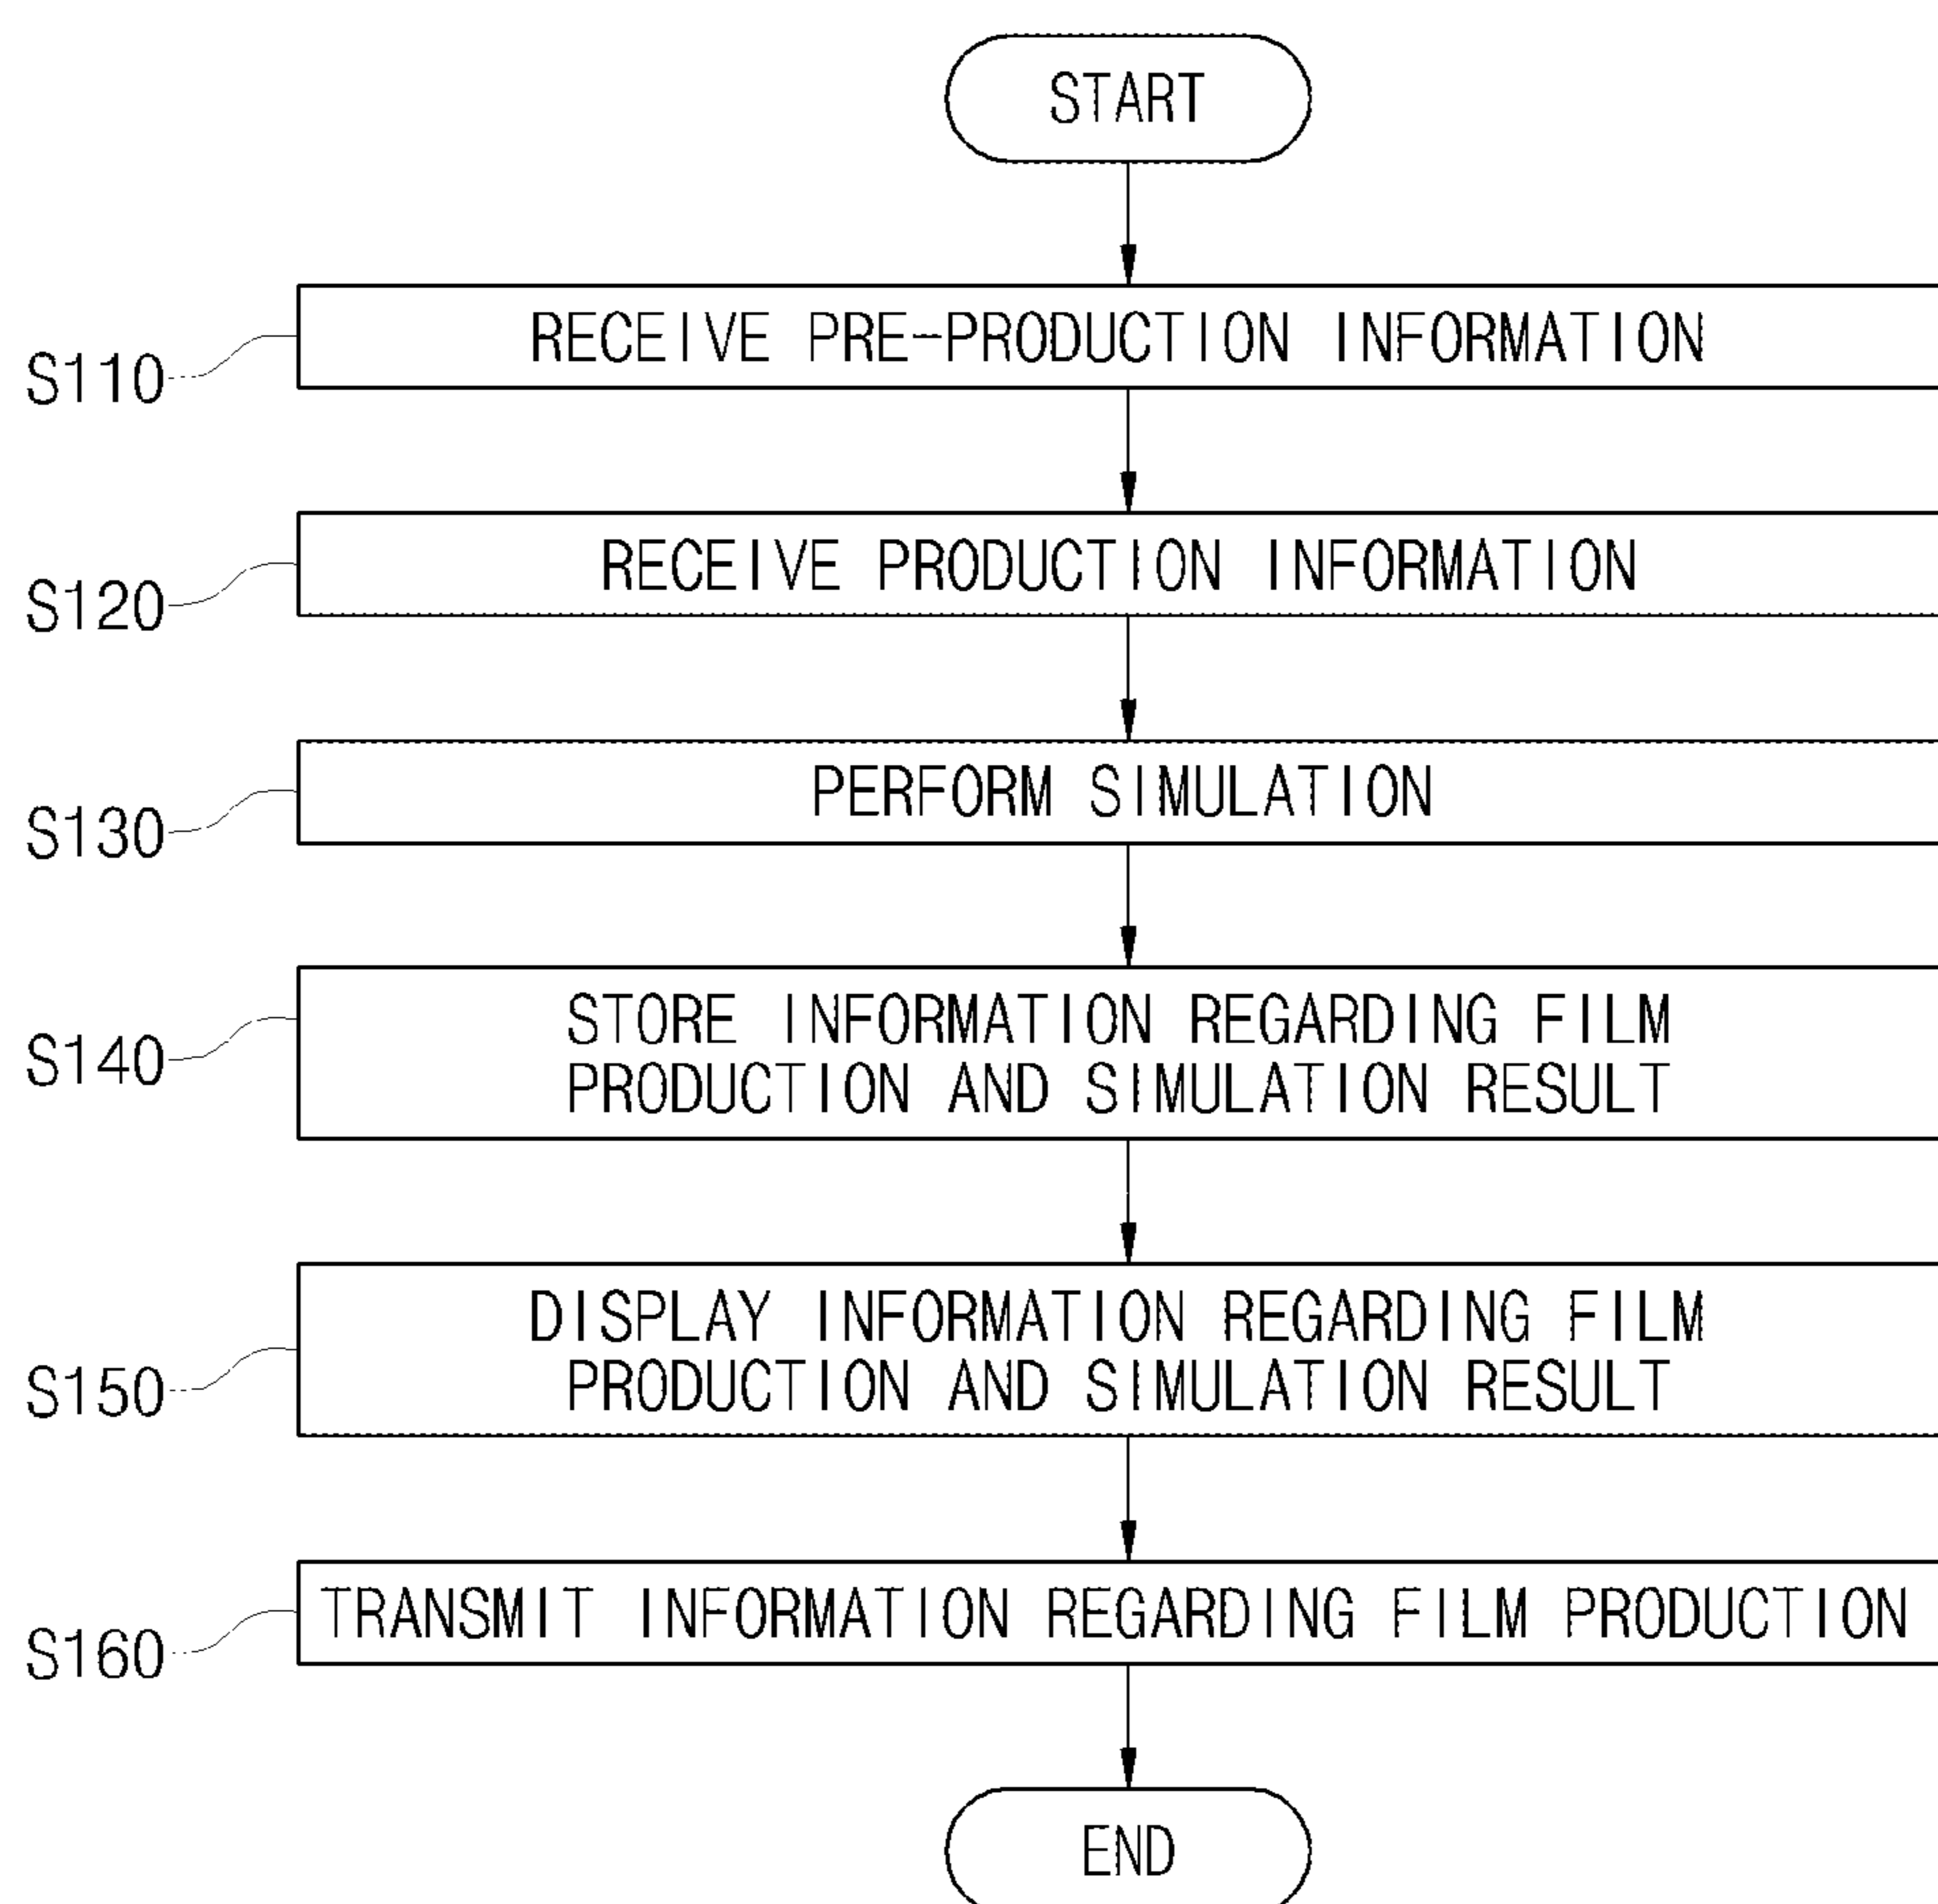 START
S110
RECEIVE PRE-PRODUCTION INFORMATION
S120
RECEIVE PRODUCTION INFORMATION
S130
PERFORM SIMULATION
S140
STORE INFORMATION REGARDING FILM
PRODUCTION AND SIMULATION RESULT
S150
DISPLAY INFORMATION REGARDING FILM
PRODUCTION AND SIMULATION RESULT
S160
TRANSMIT INFORMATION REGARDING FILM PRODUCTION
END